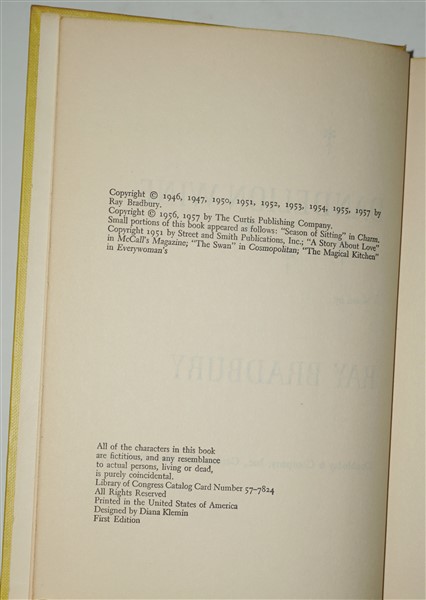 Copyright © 1946, 1947, 1950, 1951, 1952, 1953, 1954, 1955, 1957 by
Ray Bradbury.
Copyright © 1956, 1957 by The Curtis Publishing Company.
Small portions of this book appeared as follows: "Season of Sitting" in Charm,
Copyright 1951 by Street and Smith Publications, Inc.; "A Story About Love"
in McCall's Magazine; "The Swan" in Cosmopolitan; "The Magical Kitchen"
in Everywoman's
RAY BRADBURY
All of the characters in this book
are fictitious, and any resemblance
to actual persons, living or dead,
is purely coincidental.
Library of Congress Catalog Card Number 57-7824
All Rights Reserved
Printed in the United States of America
Designed by Diana Klemin
First Edition